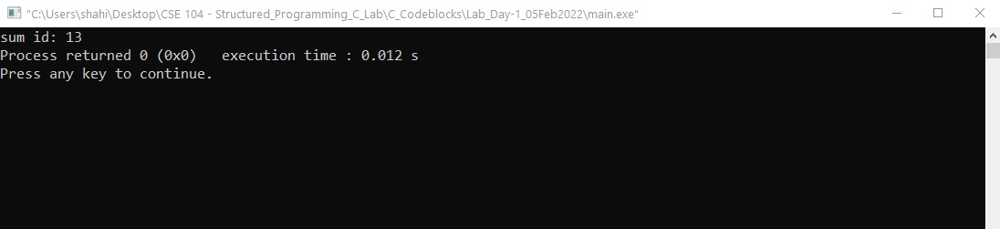 "C:\Users\shahi\Desktop\CSE 104 - Structured_Programming_C_Lab\C_Codeblocks\Lab_Day-1_05Feb2022\main.exe"
sum id: 13
Process returned 0 (0x0)   execution time : 0.012 s
Press any key to continue.